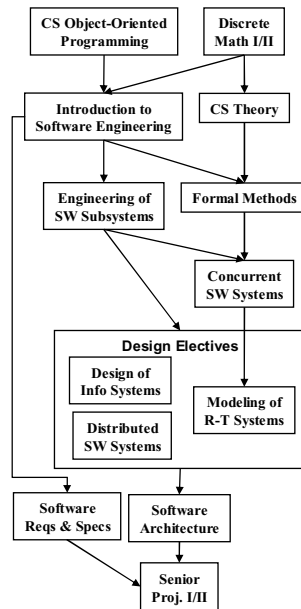 CS Object-Oriented
Programming
Discrete
Math I/II
Introduction to
Software Engineering
CS Theory
Engineering of
SW Subsystems
Formal Methods
Concurrent
SW Systems
Design Electives
Design of
Info Systems
Distributed
SW Systems
Modeling of
R-T Systems
Software
Reqs & Specs
Software
Architecture
Senior
Proj. I/II